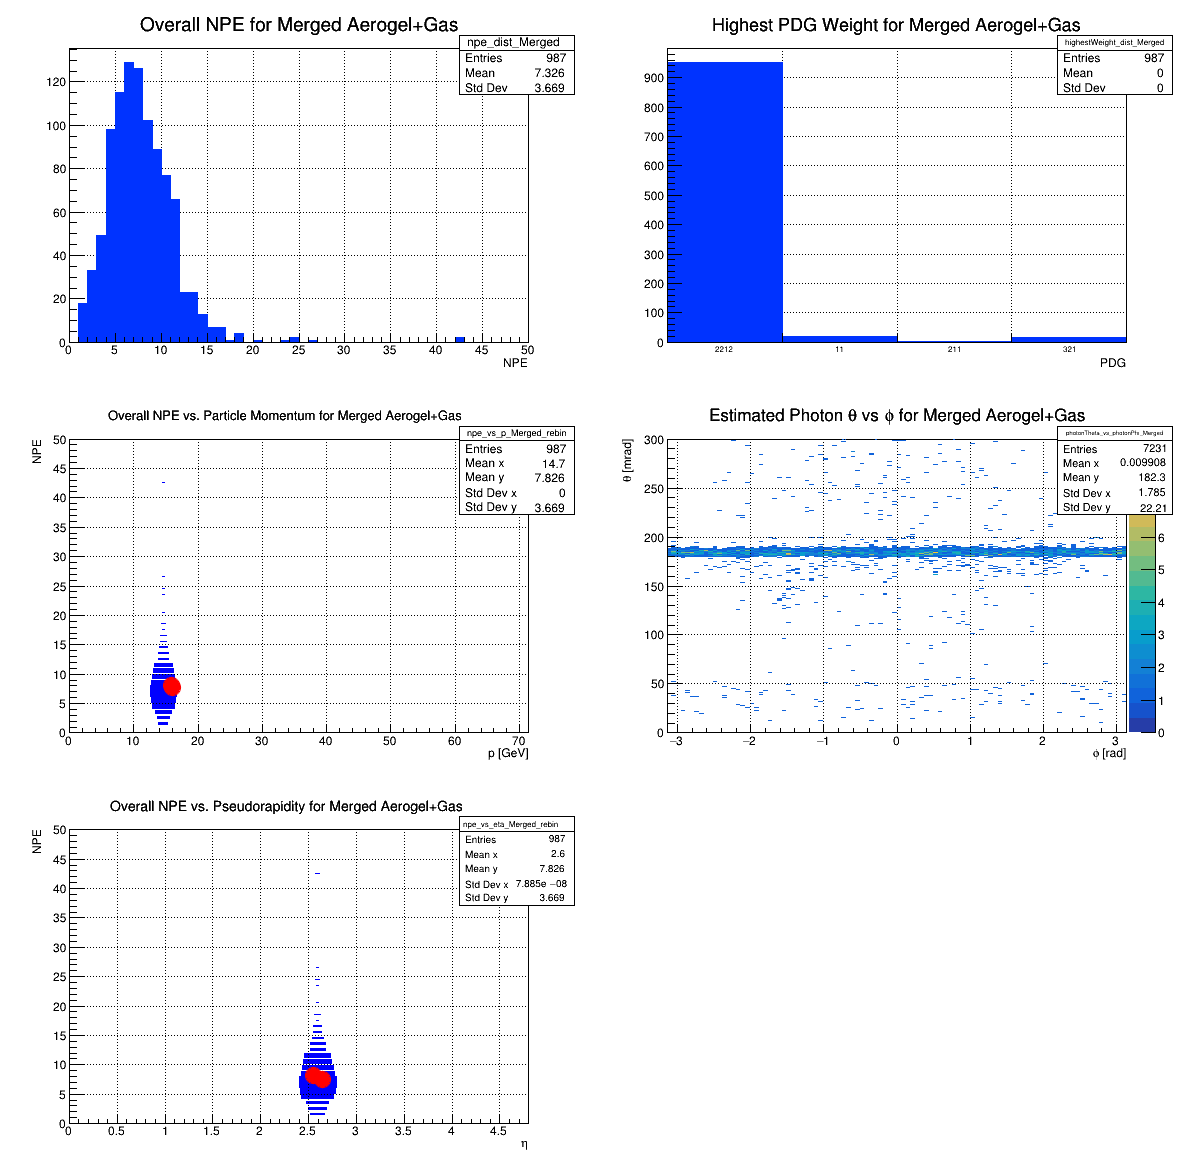 Overall NPE for Merged Aerogel+Gas
npe_dist_Merged
Entries 987
Mean 7.326
Std Dev 3.669
120
100
80
60
40
20
0
0 5 10 15 20 25 30 35 40 45 50
NPE
Highest PDG Weight for Merged Aerogel+Gas
highestWeight_dist_Merged
Entries 987
Mean 0
Std Dev 0
900
800
700
600
500
400
300
200
100
0
2212 11 211 321
PDG
Overall NPE vs. Particle Momentum for Merged Aerogel+Gas
npe_vs_p_Merged_rebin
Entries 987
Mean x 14.7
Mean y 7.826
Std Dev x 0
Std Dev y 3.669
NPE
50
45
40
35
30
25
20
15
10
5
0
0 10 20 30 40 50 60 70
p [GeV]
Estimated Photon θ vs ϕ for Merged Aerogel+Gas
photonTheta_vs_photonPhi_Merged
Entries 7231
Mean x 0.009908
Mean y 182.3
Std Dev x 1.785
Std Dev y 22.21
θ [mrad]
300
250
200
150
100
50
0
−3 −2 −1 0 1 2 3
ϕ [rad]
6
5
4
3
2
1
0
Overall NPE vs. Pseudorapidity for Merged Aerogel+Gas
npe_vs_eta_Merged_rebin
Entries 987
Mean x 2.6
Mean y 7.826
Std Dev x 7.885e −08
Std Dev y 3.669
NPE
50
45
40
35
30
25
20
15
10
5
0
0 0.5 1 1.5 2 2.5 3 3.5 4 4.5
η